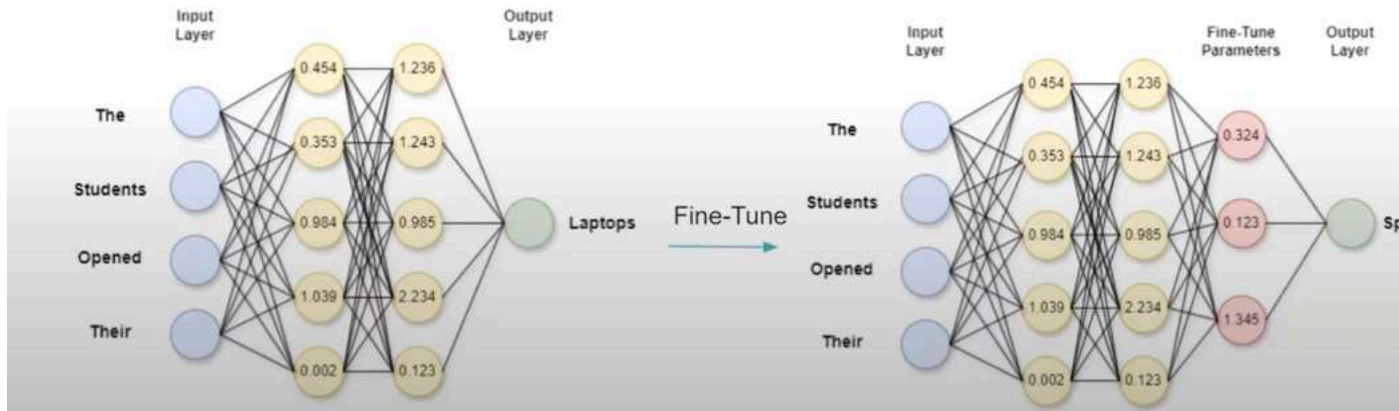 Input
Layer
Output
Layer
The
Students
Opened
Their
0.454
0.353
0.984
1.039
0.002
1.236
1.243
0.985
2.234
0.123
Laptops
Fine-Tune
Input
Layer
Fine-Tune
Parameters
Output
Layer
The
Students
Opened
Their
0.454
0.353
0.984
1.039
0.002
1.236
1.243
0.985
2.234
0.123
0.324
0.123
1.345
Sp